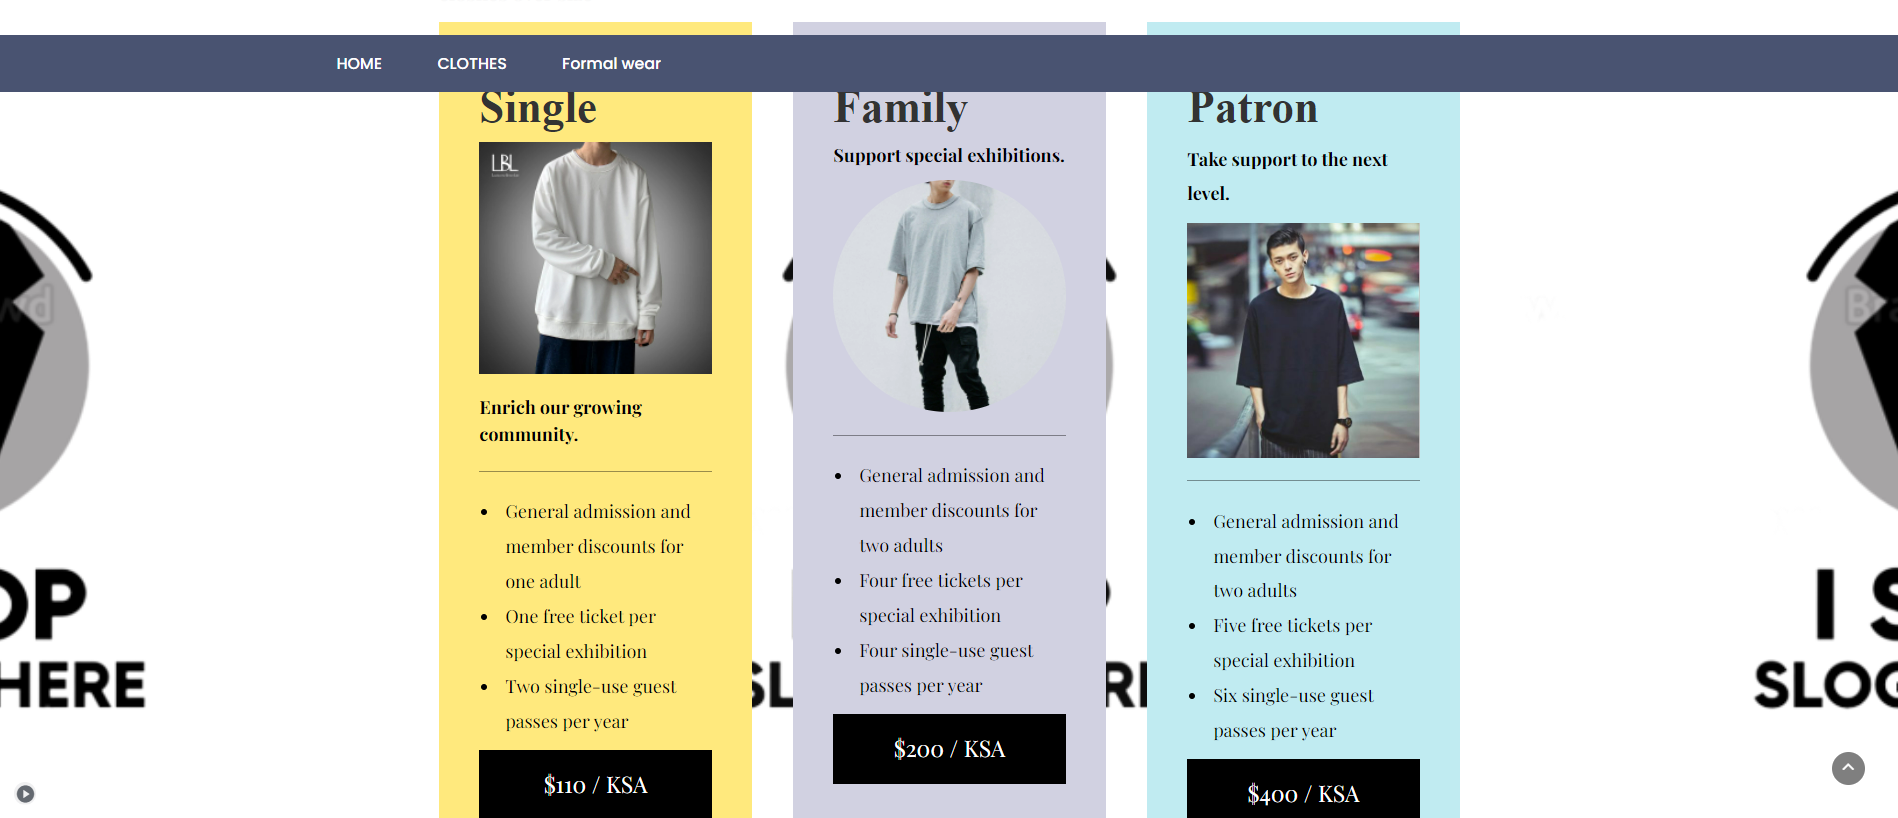 HOME CLOTHES Formal wear
Single
LBL
Enrich our growing
community.
General admission and
member discounts for
one adult
One free ticket per
special exhibition
Two single-use guest
passes per year
$110 / KSA
Family
Support special exhibitions.
General admission and
member discounts for
two adults
Four free tickets per
special exhibition
Four single-use guest
passes per year
$200 / KSA
Patron
Take support to the next
level.
General admission and
member discounts for
two adults
Five free tickets per
special exhibition
Six single-use guest
passes per year
$400 / KSA
OP
HERE
SL
RE
I S
SLOG